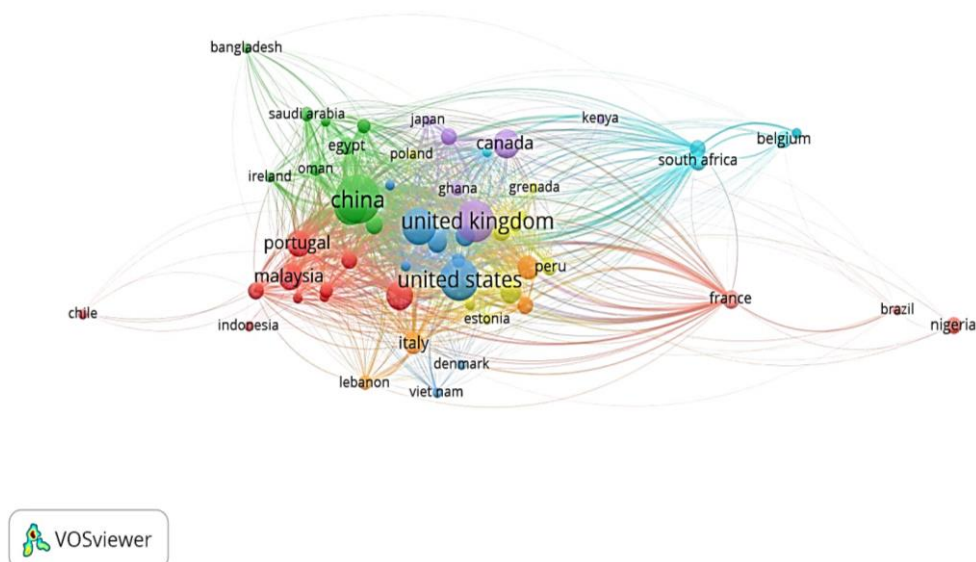 bangladesh
saudi arabia
japan
kenya
egypt
poland
canada
belgium
south africa
ireland
oman
ghana
grenada
china
united kingdom
portugal
malaysia
united states
peru
chile
indonesia
estonia
france
brazil
nigeria
italy
denmark
lebanon
viet nam
VOSviewer